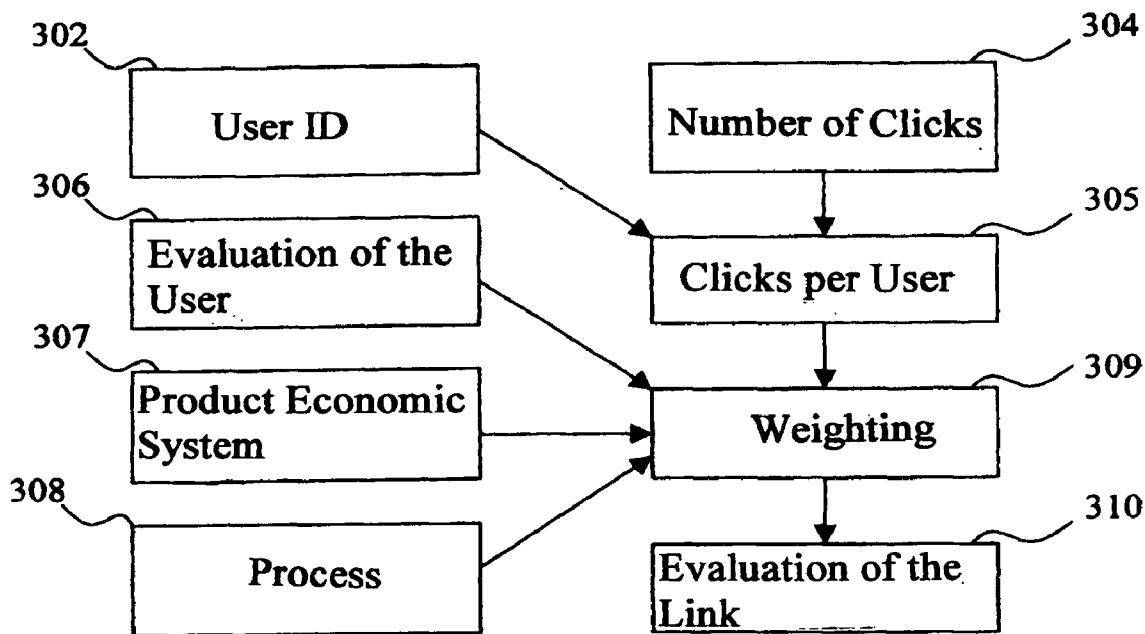 302
User ID
304
Number of Clicks
306
Evaluation of the
User
305
Clicks per User
307
Product Economic
System
309
Weighting
308
Process
310
Evaluation of the
Link